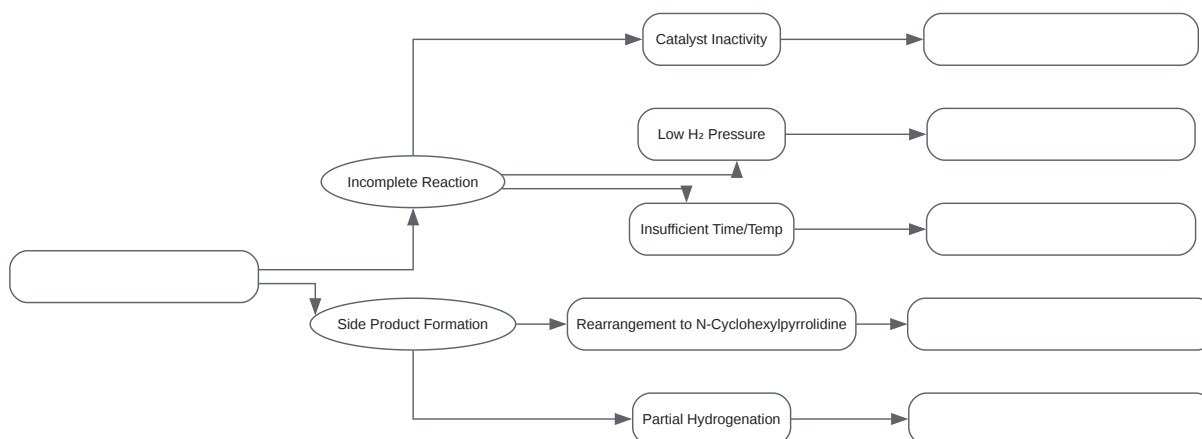 Catalyst Inactivity
Low H₂ Pressure
Incomplete Reaction
Insufficient Time/Temp
Side Product Formation
Rearrangement to N-Cyclohexylpyrrolidine
Partial Hydrogenation